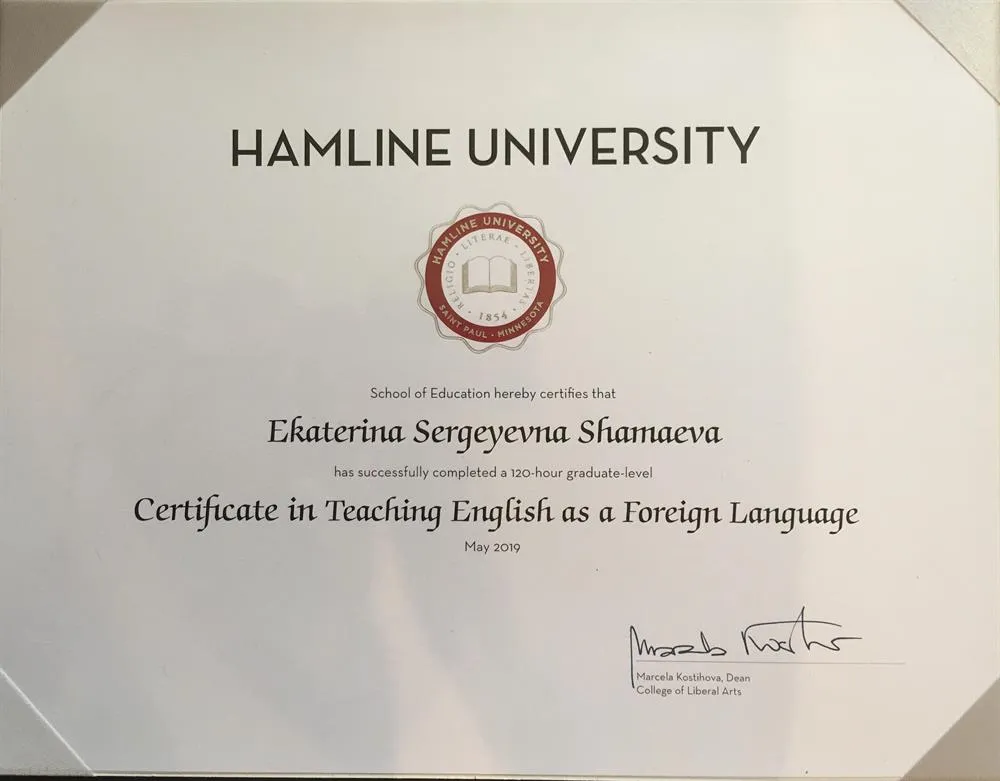 HAMLINE UNIVERSITY
HAMLINE UNIVERSITY
RELIGIO · LITERAE · LIBERTAS
· 1854 ·
SAINT PAUL · MINNESOTA
School of Education hereby certifies that
Ekaterina Sergeyevna Shamaeva
has successfully completed a 120-hour graduate-level
Certificate in Teaching English as a Foreign Language
May 2019
Marcela Kostihova, Dean
College of Liberal Arts